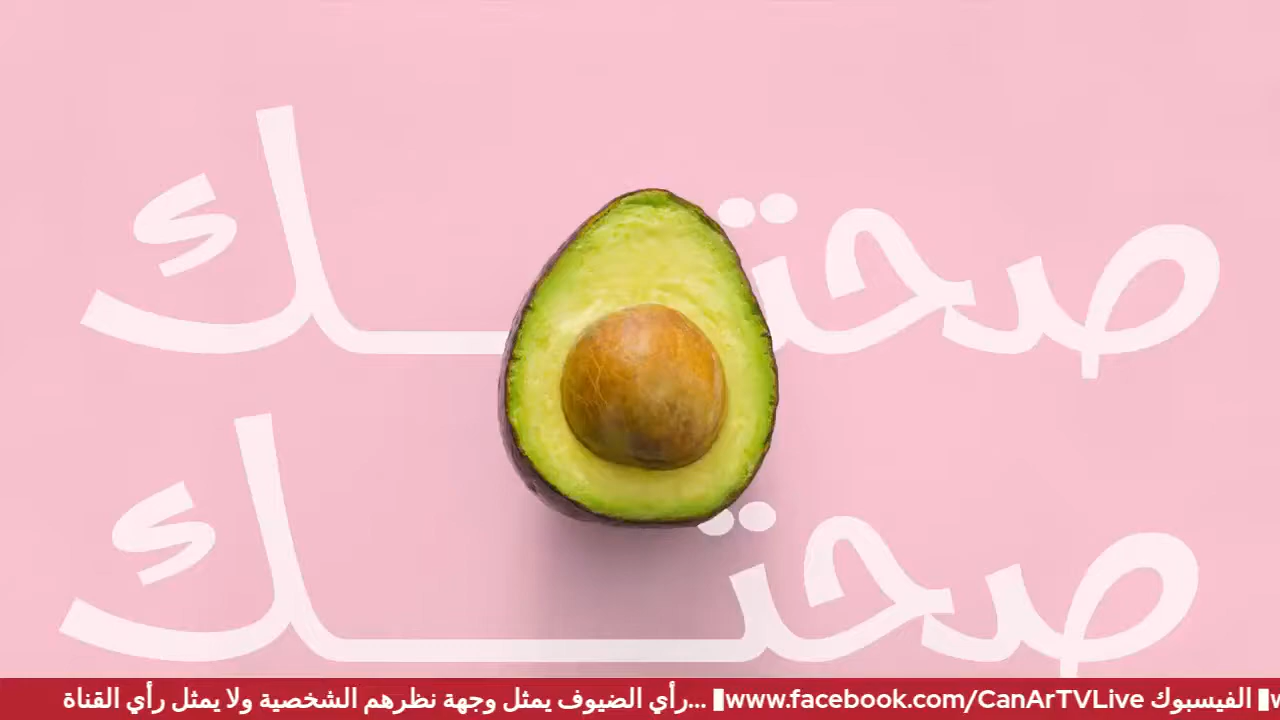 صحتك
صحتك
الفيسبوك www.facebook.com/CanArTVLive ...رأي الضيوف يمثل وجهة نظرهم الشخصية ولا يمثل رأي القناة